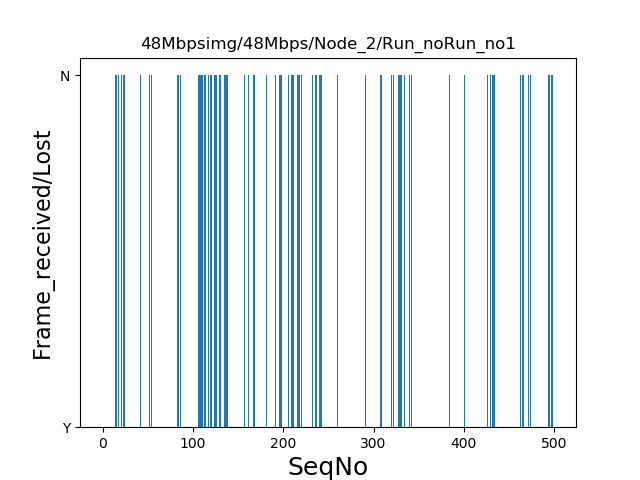 48Mbpsimg/48Mbps/Node_2/Run_noRun_no1
N
Frame_received/Lost
Y
0 100 200 300 400 500
SeqNo